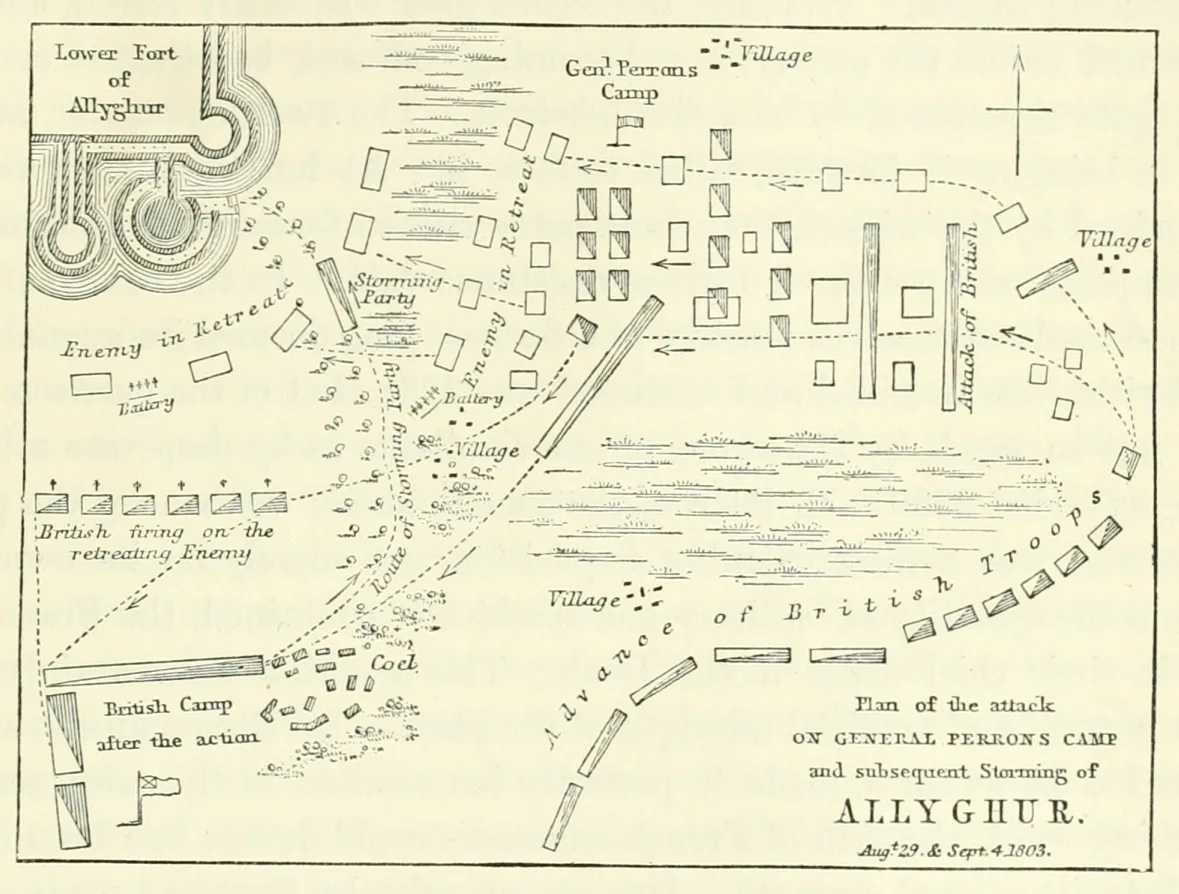 Lower Fort
of
Allyghur
Genl. Perrons
Camp
Village
Village
Attack of British
Enemy in Retreat
Storming
Party
Enemy in Retreat
Battery
Battery
Village
Route of Storming Party
British firing on the
retreating Enemy
Village
Advance of British Troops
Coel
British Camp
after the action
Plan of the attack
ON GENERAL PERRONS CAMP
and subsequent Storming of
ALLYGHUR.
Augt. 29. & Sept. 4. 1803.